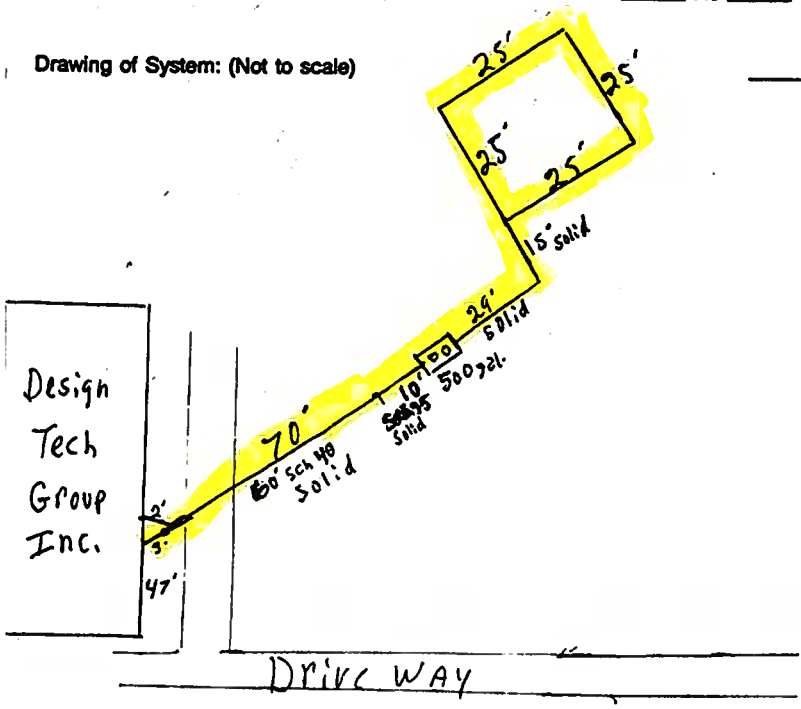 Drawing of System: (Not to scale)
25'
25'
25'
25'
15' solid
29'
solid
500 gal.
10'
solid
70'
60' Sch 40
Solid
Design
Tech
Group
Inc.
2'
47'
Drive WAY